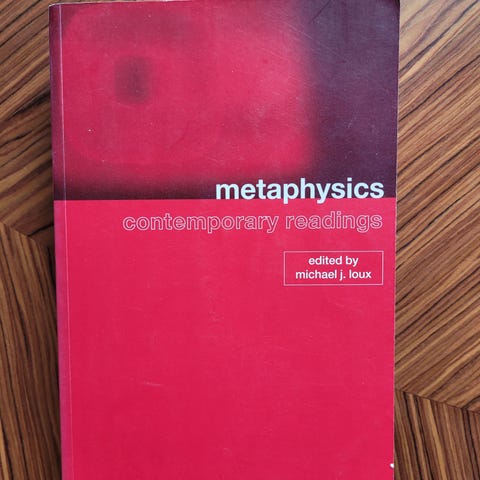 metaphysics
contemporary readings
edited by
michael j. loux